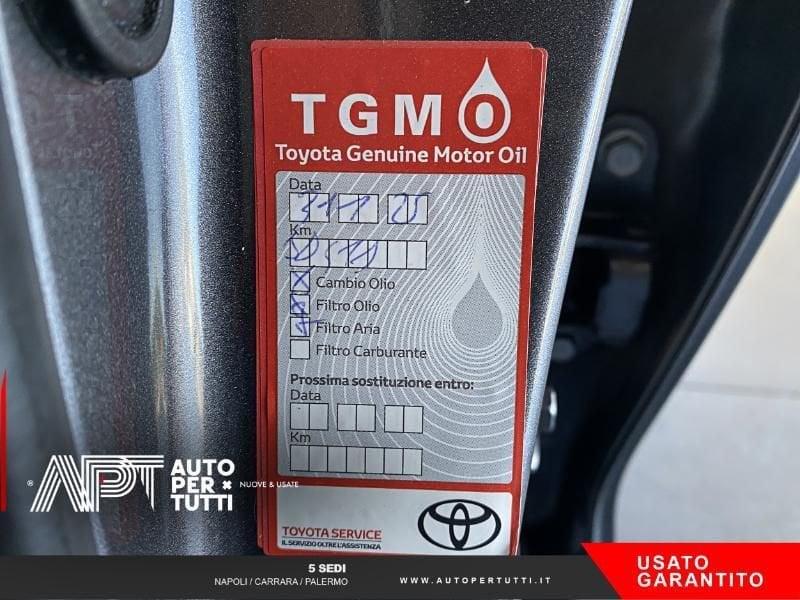 TGMO
Toyota Genuine Motor Oil
Data
25
Km
X Cambio Olio
X Filtro Olio
Filtro Aria
Filtro Carburante
Prossima sostituzione entro:
Data
Km
TOYOTA SERVICE
IL SERVIZIO OLTRE L'ASSISTENZA
® APT AUTO PER TUTTI NUOVE & USATE
5 SEDI
NAPOLI / CARRARA / PALERMO
WWW.AUTOPERTUTTI.IT
USATO
GARANTITO